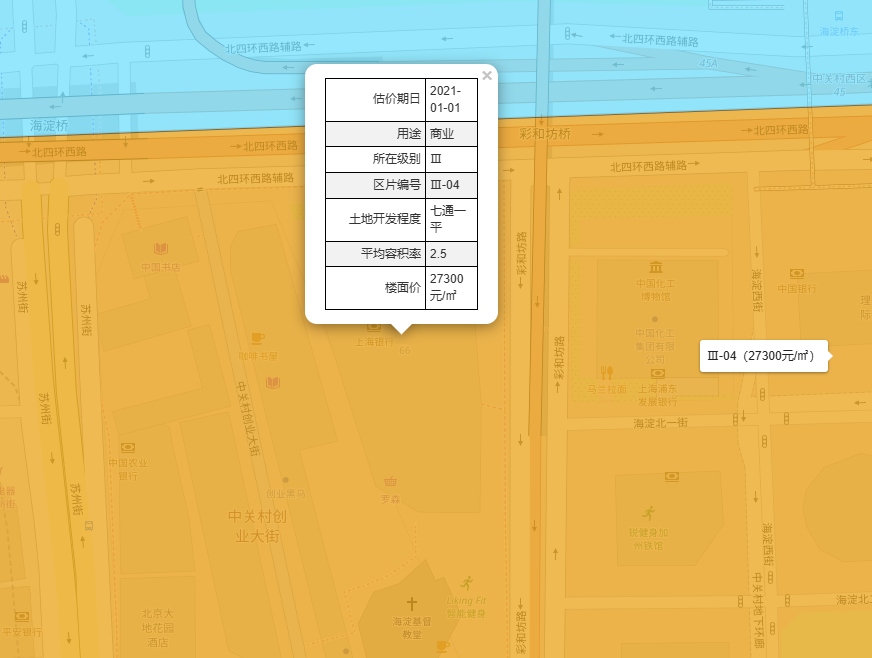 北四环西路辅路
北四环西路辅路
海淀桥东
45A
中关村西区
45
海淀桥
估价期日 2021-
01-01
用途 商业
所在级别 Ⅲ
区片编号 Ⅲ-04
土地开发程度 七通一
平
平均容积率 2.5
楼面价 27300
元/㎡
×
彩和坊桥
北四环西路
北四环西路
北四环西路
北四环西路辅路
北四环西路辅路
中国书店
彩和坊路
海淀西街
中国化工
博物馆
中国银行
苏州街
苏州街
上海银行
66
咖啡书屋
彩和坊路
中国化工
集团有限
公司
Ⅲ-04（27300元/㎡）
马兰拉面
上海浦东
发展银行
苏州街
中关村创业大街
海淀北一街
中国农业
银行
苏州街
创业黑马
罗森
中关村创
业大街
锐健身加
州铁馆
海淀西街
中关村地下环廊
海淀北二
Liking Fit
智能健身
海淀基督
教堂
彩和坊路
平安银行
北京大
地花园
酒店